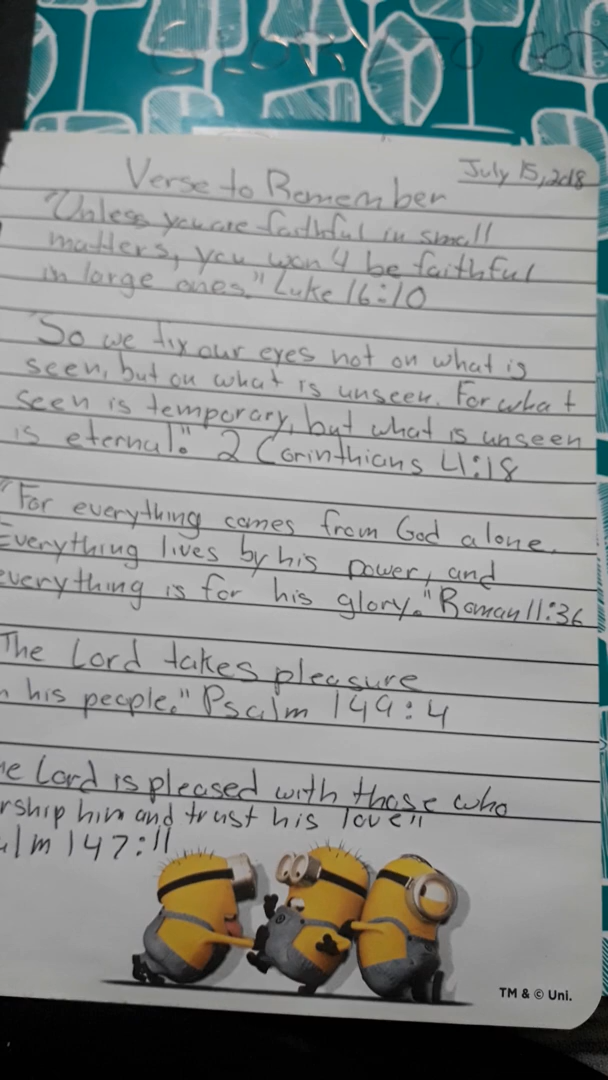 GLORY TO GOD
July 15, 2018
Verse to Remember
"Unless you are faithful in small
matters, you won't be faithful
in large ones." Luke 16:10
"So we fix our eyes not on what is
seen, but on what is unseen. For what
seen is temporary, but what is unseen
is eternal." 2 Corinthians 4:18
"For everything comes from God alone.
Everything lives by his power, and
everything is for his glory." Roman 11:36
The Lord takes pleasure
n his people." Psalm 149:4
he Lord is pleased with those who
rship him and trust his love"
alm 147:11
TM & © Uni.